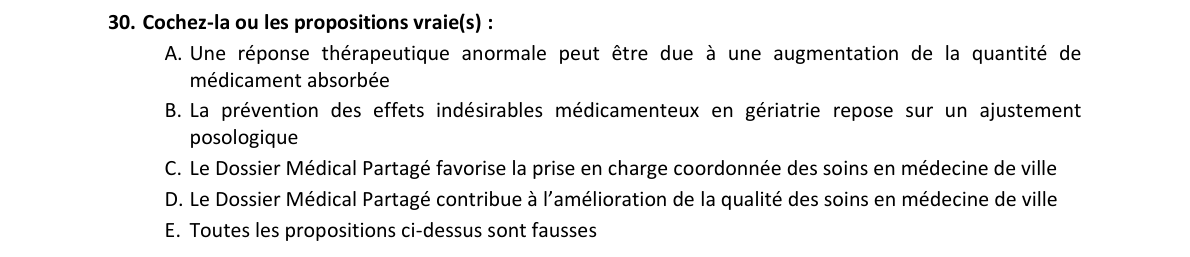 30. Cochez-la ou les propositions vraie(s) :
A. Une réponse thérapeutique anormale peut être due à une augmentation de la quantité de
médicament absorbée
B. La prévention des effets indésirables médicamenteux en gériatrie repose sur un ajustement
posologique
C. Le Dossier Médical Partagé favorise la prise en charge coordonnée des soins en médecine de ville
D. Le Dossier Médical Partagé contribue à l’amélioration de la qualité des soins en médecine de ville
E. Toutes les propositions ci-dessus sont fausses